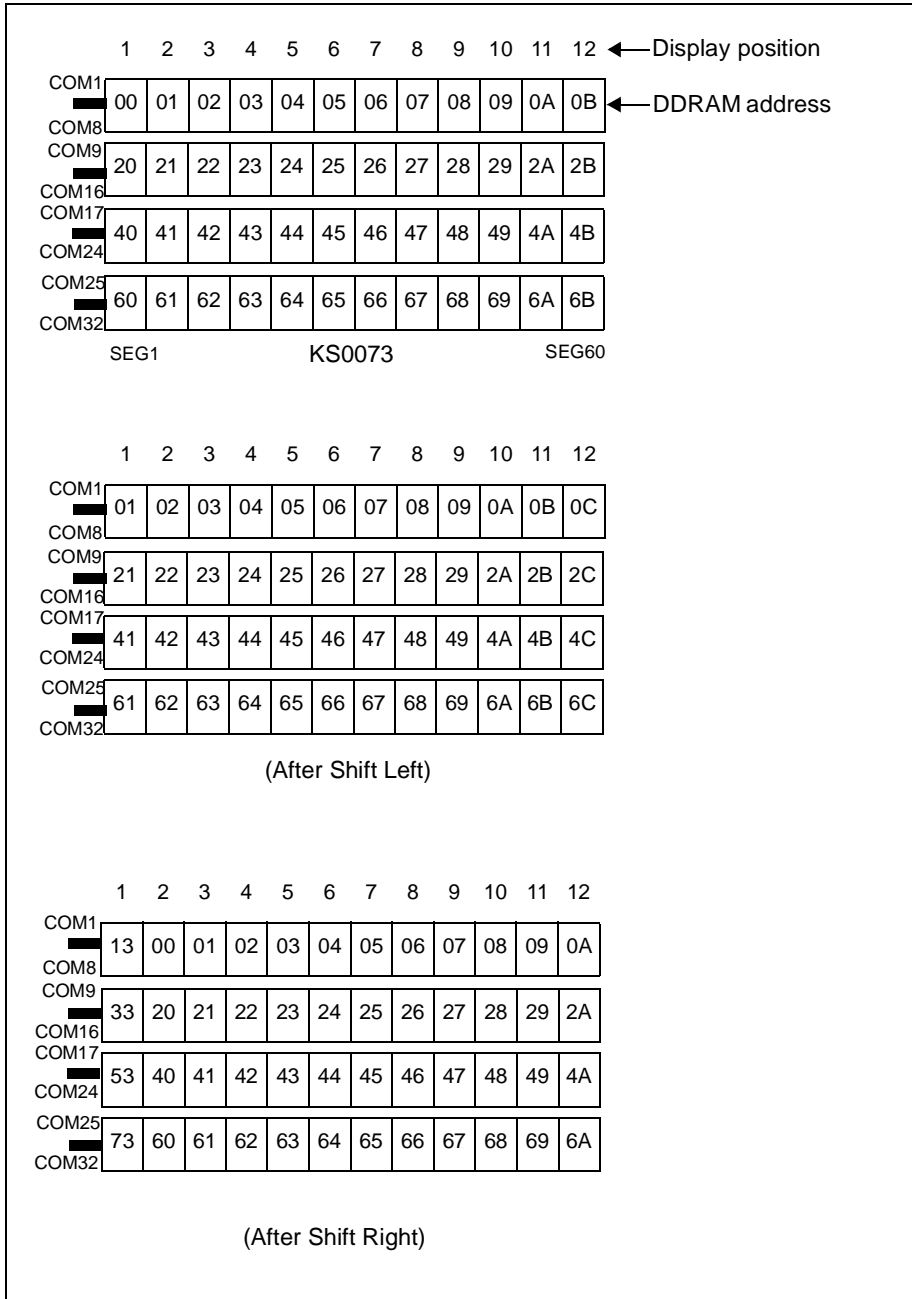 1 2 3 4 5 6 7 8 9 10 11 12 Display position
COM1
00 01 02 03 04 05 06 07 08 09 0A 0B DDRAM address
COM8
COM9
20 21 22 23 24 25 26 27 28 29 2A 2B
COM16
COM17
40 41 42 43 44 45 46 47 48 49 4A 4B
COM24
COM25
60 61 62 63 64 65 66 67 68 69 6A 6B
COM32
SEG1 KS0073 SEG60
1 2 3 4 5 6 7 8 9 10 11 12
COM1
01 02 03 04 05 06 07 08 09 0A 0B 0C
COM8
COM9
21 22 23 24 25 26 27 28 29 2A 2B 2C
COM16
COM17
41 42 43 44 45 46 47 48 49 4A 4B 4C
COM24
COM25
61 62 63 64 65 66 67 68 69 6A 6B 6C
COM32
(After Shift Left)
1 2 3 4 5 6 7 8 9 10 11 12
COM1
13 00 01 02 03 04 05 06 07 08 09 0A
COM8
COM9
33 20 21 22 23 24 25 26 27 28 29 2A
COM16
COM17
53 40 41 42 43 44 45 46 47 48 49 4A
COM24
COM25
73 60 61 62 63 64 65 66 67 68 69 6A
COM32
(After Shift Right)